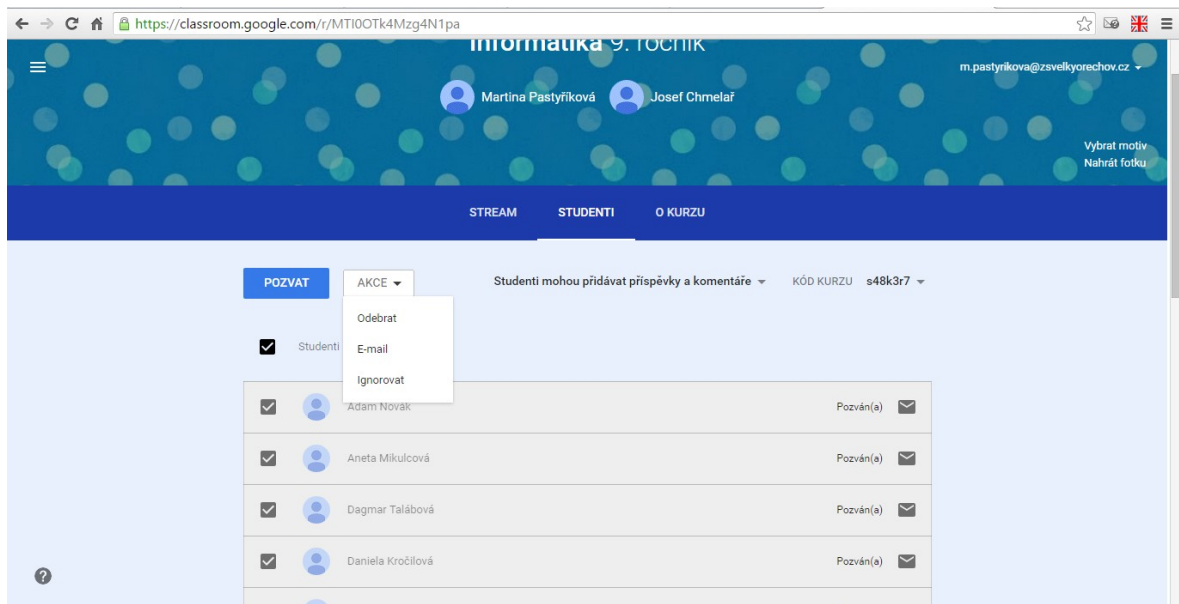 https://classroom.google.com/r/MTI0OTk4Mzg4N1pa
Informatika 9. ročník
m.pastyrikova@zsvelkyorechov.cz
Martina Pastyříková Josef Chmelař
Vybrat motiv
Nahrát fotku
STREAM STUDENTI O KURZU
POZVAT AKCE Studenti mohou přidávat příspěvky a komentáře KÓD KURZU s48k3r7
Odebrat
Studenti E-mail
Ignorovat
Adam Novák Pozván(a)
Aneta Mikulcová Pozván(a)
Dagmar Talábová Pozván(a)
Daniela Kročilová Pozván(a)